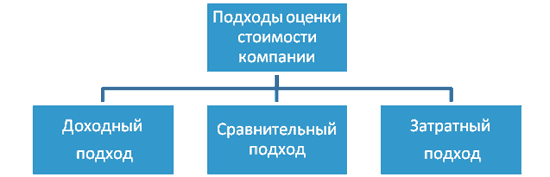 Подходы оценки
стоимости
компании
Доходный
подход
Сравнительный
подход
Затратный
подход